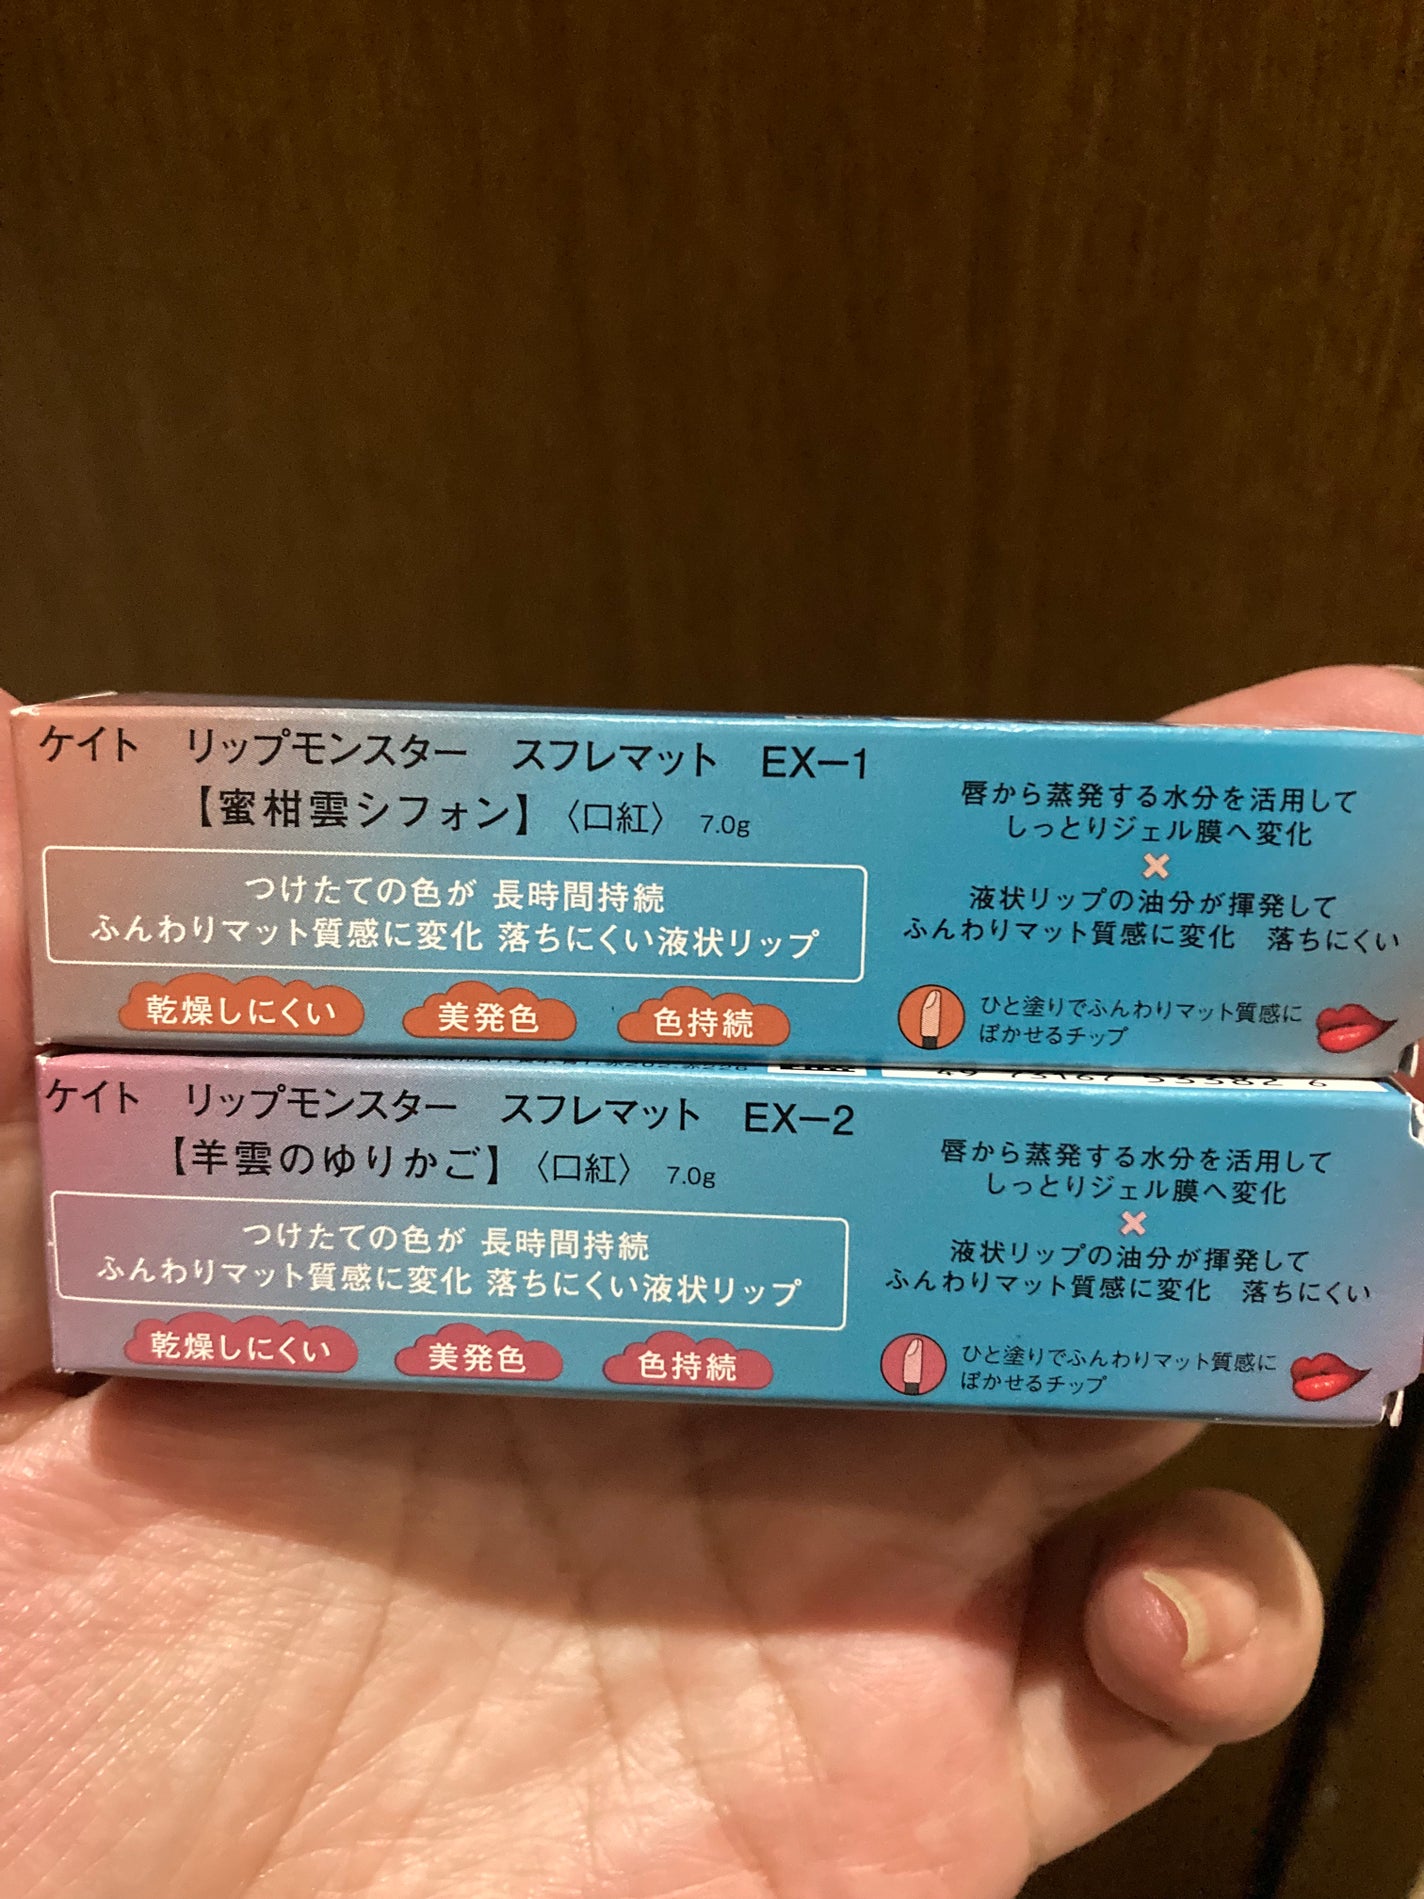 ケイト リップモンスター スフレマット EX－1
【蜜柑雲シフォン】〈口紅〉 7.0g
つけたての色が 長時間持続
ふんわりマット質感に変化 落ちにくい液状リップ
乾燥しにくい 美発色 色持続
唇から蒸発する水分を活用して
しっとりジェル膜へ変化
×
液状リップの油分が揮発して
ふんわりマット質感に変化 落ちにくい
ひと塗りでふんわりマット質感に
ぼかせるチップ
ケイト リップモンスター スフレマット EX－2
【羊雲のゆりかご】〈口紅〉 7.0g
つけたての色が 長時間持続
ふんわりマット質感に変化 落ちにくい液状リップ
乾燥しにくい 美発色 色持続
唇から蒸発する水分を活用して
しっとりジェル膜へ変化
×
液状リップの油分が揮発して
ふんわりマット質感に変化 落ちにくい
ひと塗りでふんわりマット質感に
ぼかせるチップ